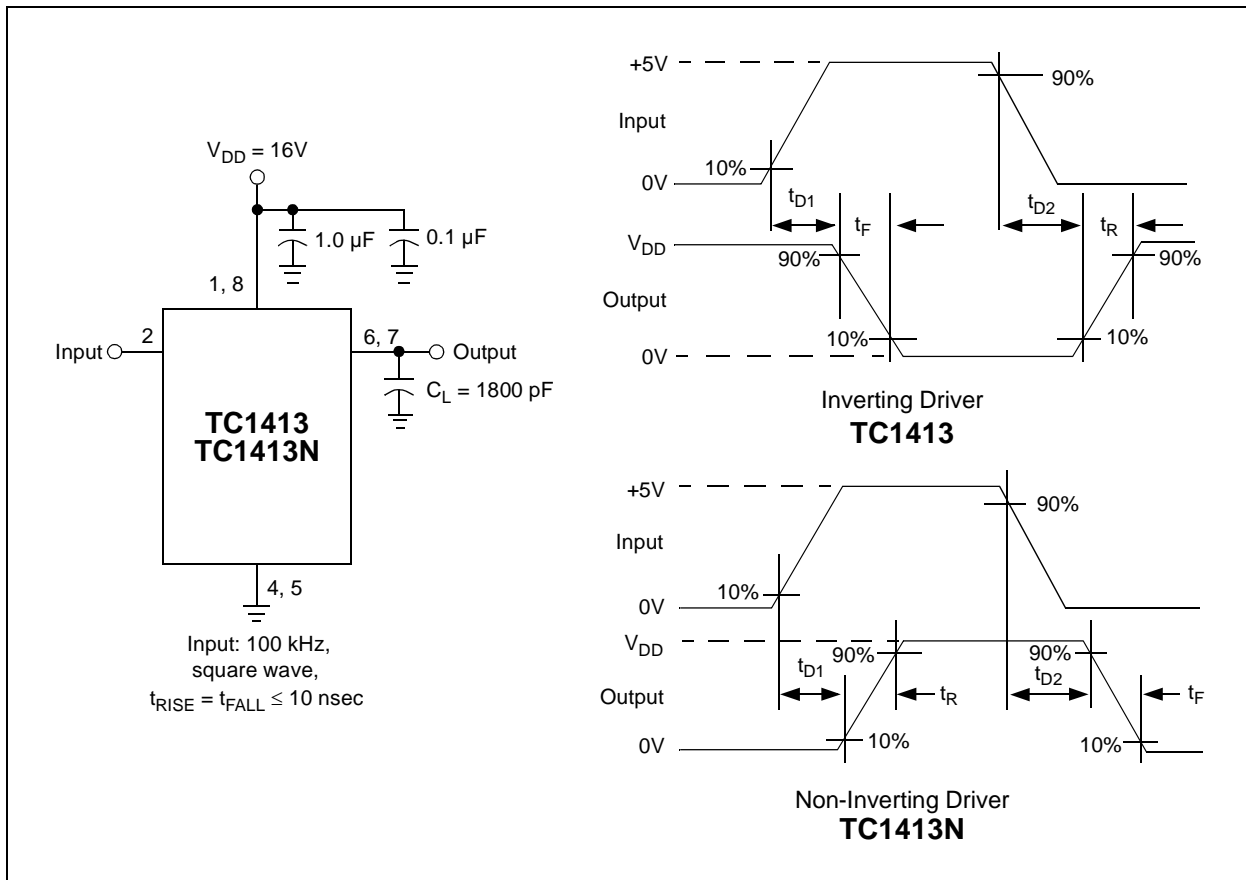 V_DD = 16V
1.0 µF
0.1 µF
1, 8
Input
2
6, 7
Output
C_L = 1800 pF
TC1413
TC1413N
4, 5
Input: 100 kHz,
square wave,
t_RISE = t_FALL ≤ 10 nsec
+5V
90%
Input
10%
0V
t_D1
t_F
t_D2
t_R
V_DD
90%
90%
Output
10%
10%
0V
Inverting Driver
TC1413
+5V
90%
Input
10%
0V
V_DD
t_D1
90%
90%
t_D2
t_R
t_F
Output
10%
10%
0V
Non-Inverting Driver
TC1413N